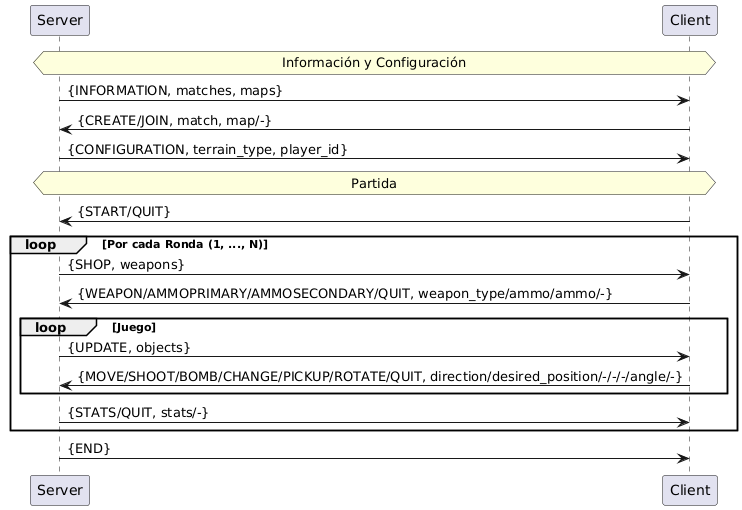 Server Client
Información y Configuración
{INFORMATION, matches, maps}
{CREATE/JOIN, match, map/-}
{CONFIGURATION, terrain_type, player_id}
Partida
{START/QUIT}
loop [Por cada Ronda (1, ..., N)]
{SHOP, weapons}
{WEAPON/AMMOPRIMARY/AMMOSECONDARY/QUIT, weapon_type/ammo/ammo/-}
loop [Juego]
{UPDATE, objects}
{MOVE/SHOOT/BOMB/CHANGE/PICKUP/ROTATE/QUIT, direction/desired_position/-/-/-/angle/-}
{STATS/QUIT, stats/-}
{END}
Server Client